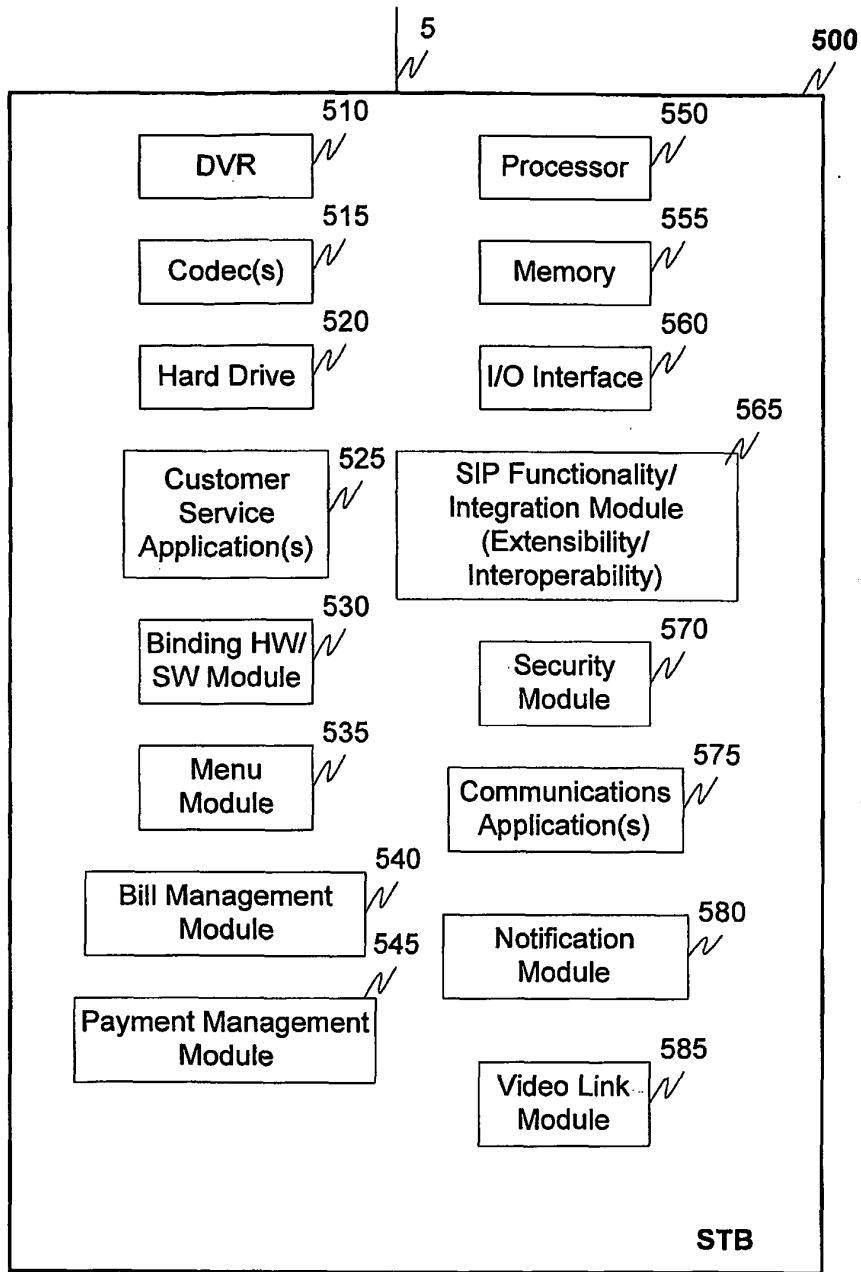 5
500
510
DVR
515
Codec(s)
520
Hard Drive
525
Customer
Service
Application(s)
530
Binding HW/
SW Module
535
Menu
Module
540
Bill Management
Module
545
Payment Management
Module
550
Processor
555
Memory
560
I/O Interface
565
SIP Functionality/
Integration Module
(Extensibility/
Interoperability)
570
Security
Module
575
Communications
Application(s)
580
Notification
Module
585
Video Link
Module
STB